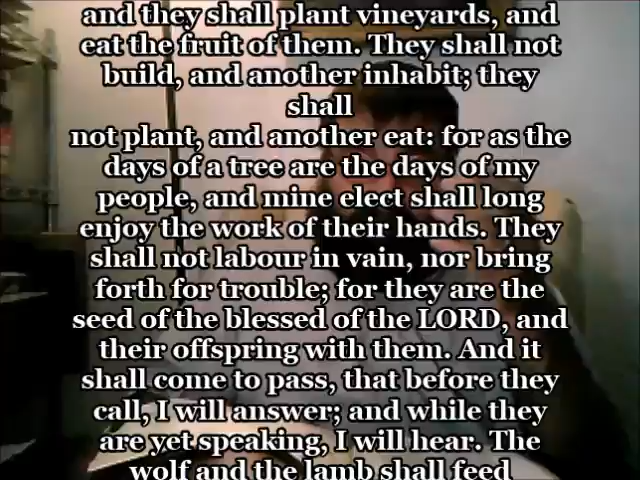 and they shall plant vineyards, and
eat the fruit of them. They shall not
build, and another inhabit; they
shall
not plant, and another eat: for as the
days of a tree are the days of my
people, and mine elect shall long
enjoy the work of their hands. They
shall not labour in vain, nor bring
forth for trouble; for they are the
seed of the blessed of the LORD, and
their offspring with them. And it
shall come to pass, that before they
call, I will answer; and while they
are yet speaking, I will hear. The
wolf and the lamb shall feed